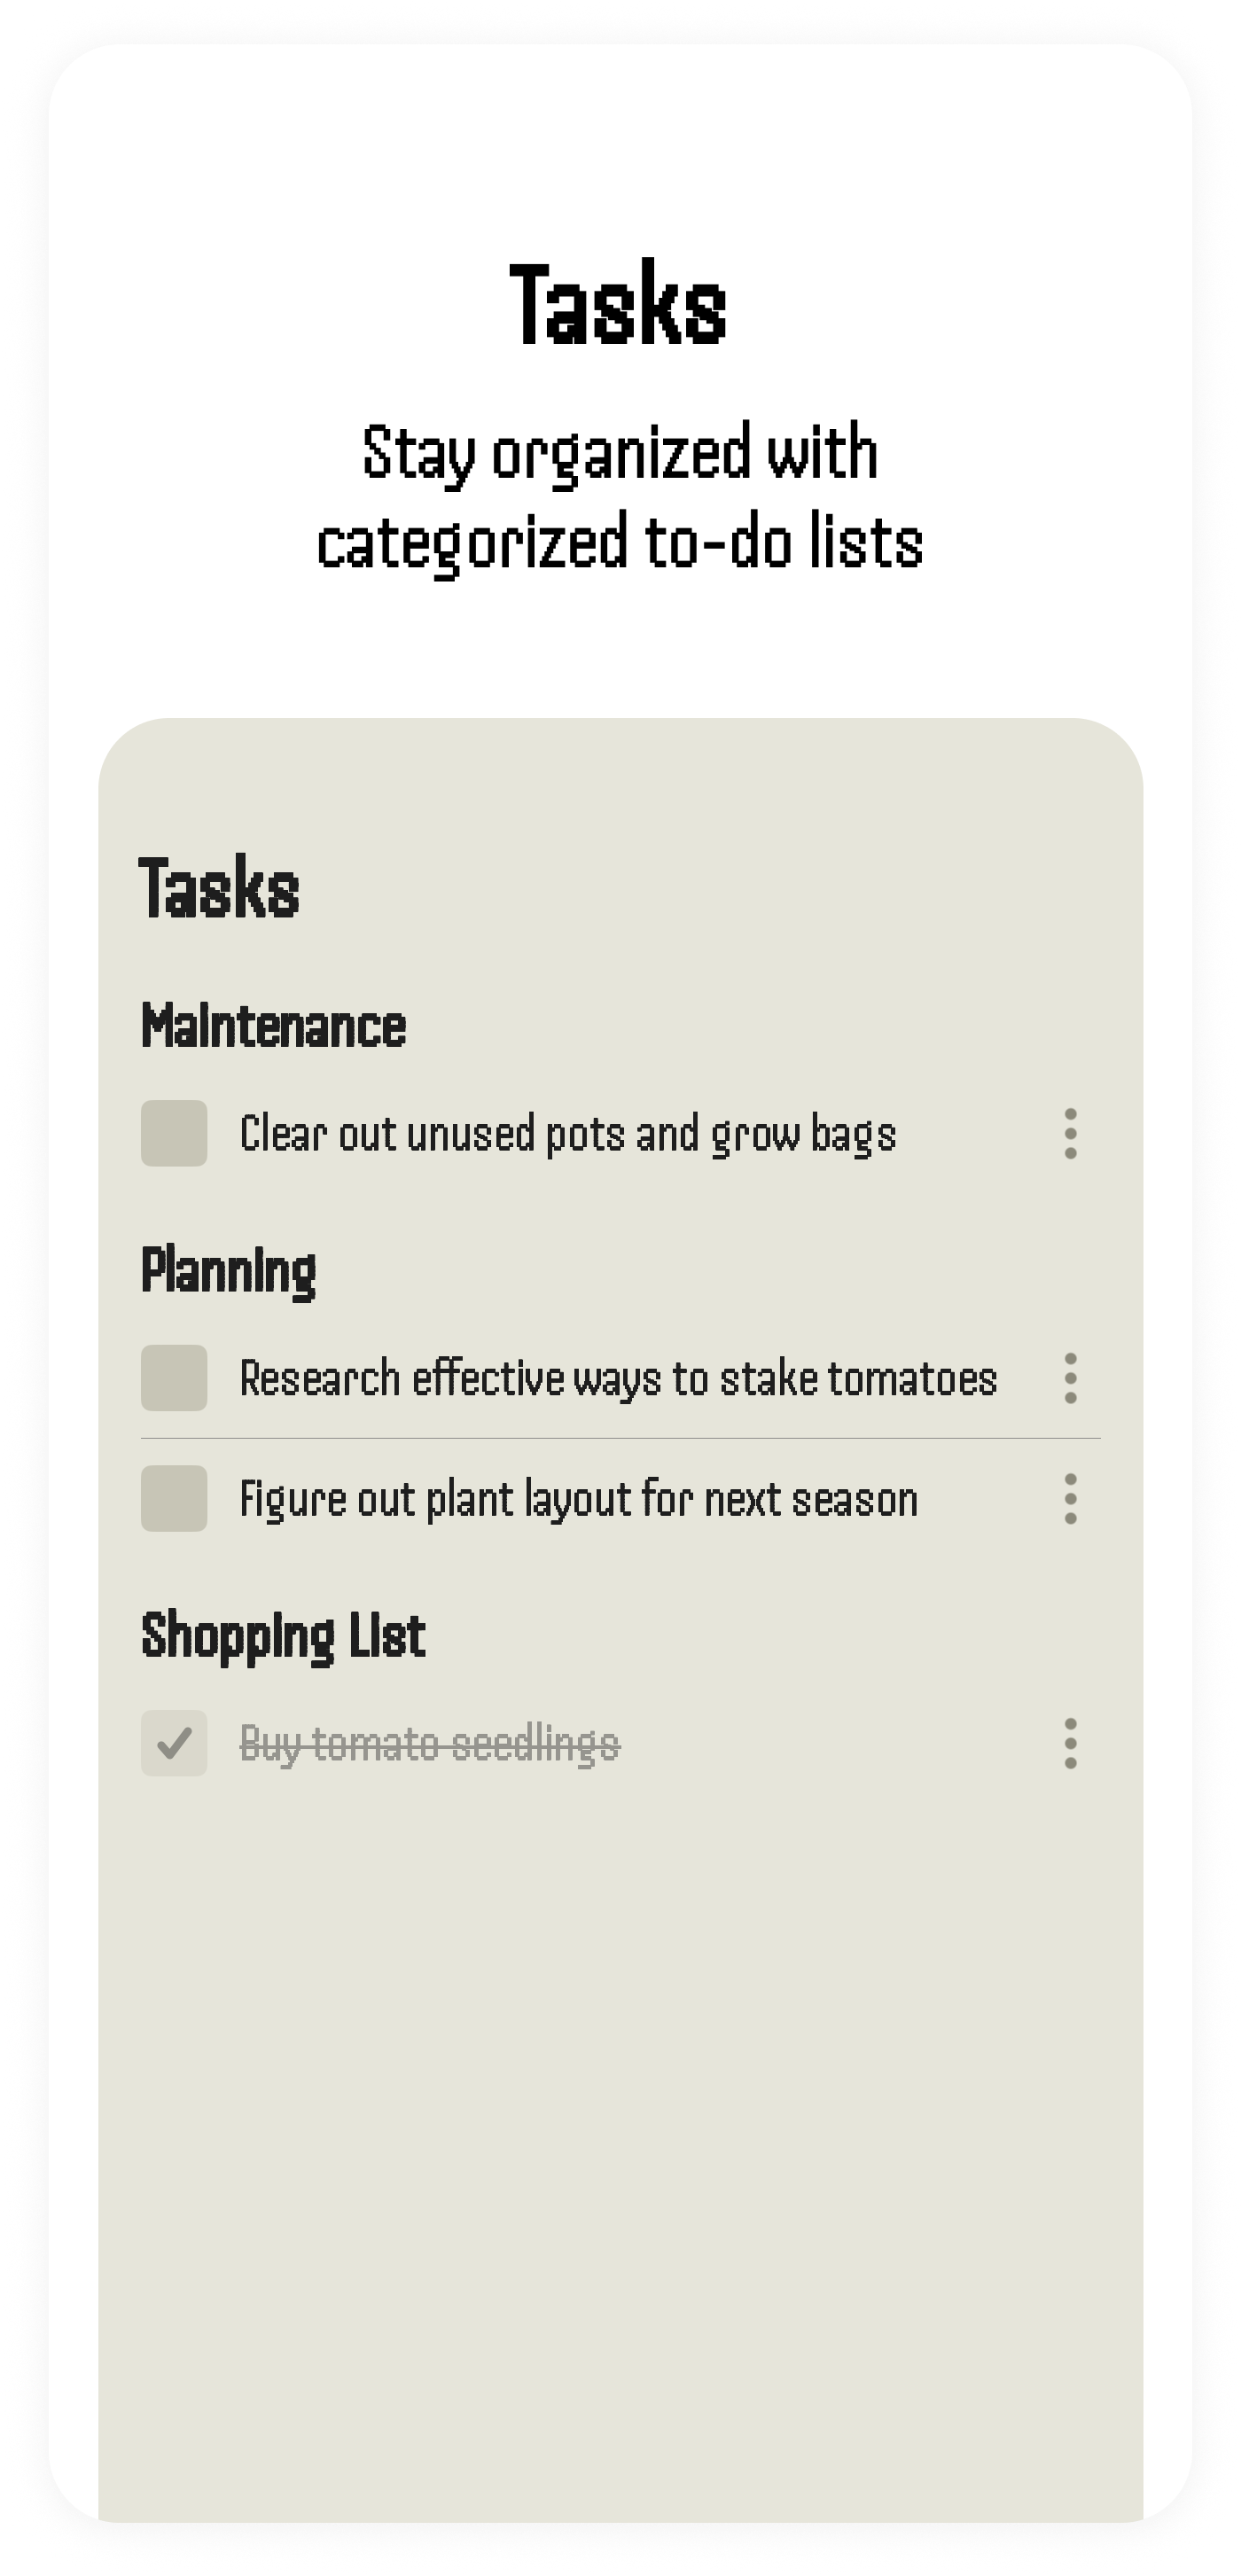 Tasks
Stay organized with
categorized to-do lists
Tasks
Maintenance
Clear out unused pots and grow bags
Planning
Research effective ways to stake tomatoes
Figure out plant layout for next season
Shopping List
Buy tomato seedlings